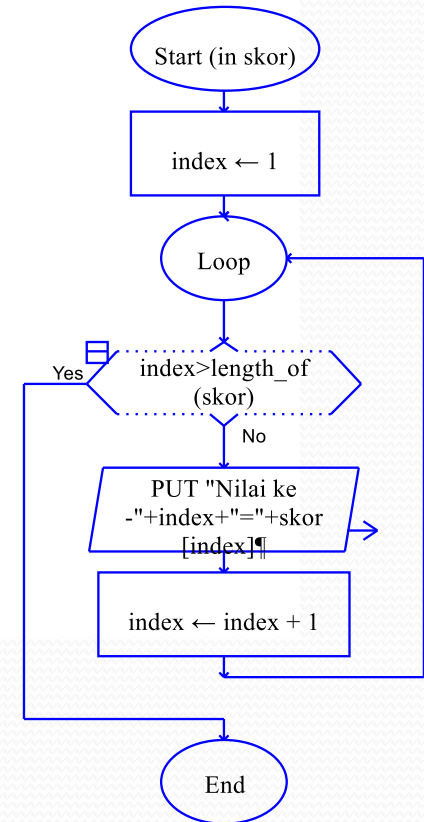 Start (in skor)
index ← 1
Loop
index>length_of
(skor)
Yes
No
PUT "Nilai ke
-"+index+"="+skor
[index]¶
index ← index + 1
End